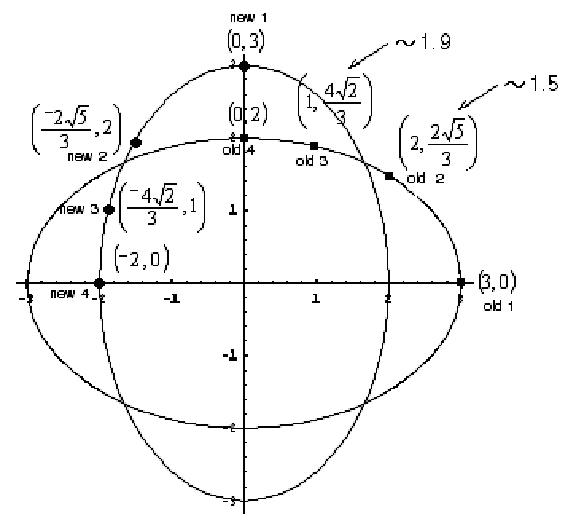 new 1
(0,3)
~1.9
(1, 4√2/3)
~1.5
(⁻2√5/3, 2)
new 2
(0,2)
old 4
old 3
(2, 2√5/3)
old 2
new 3
(⁻4√2/3, 1)
1
(⁻2,0)
new 4
(3,0)
old 1
-3 -2 -1 1 2 3
-1
-2
-3